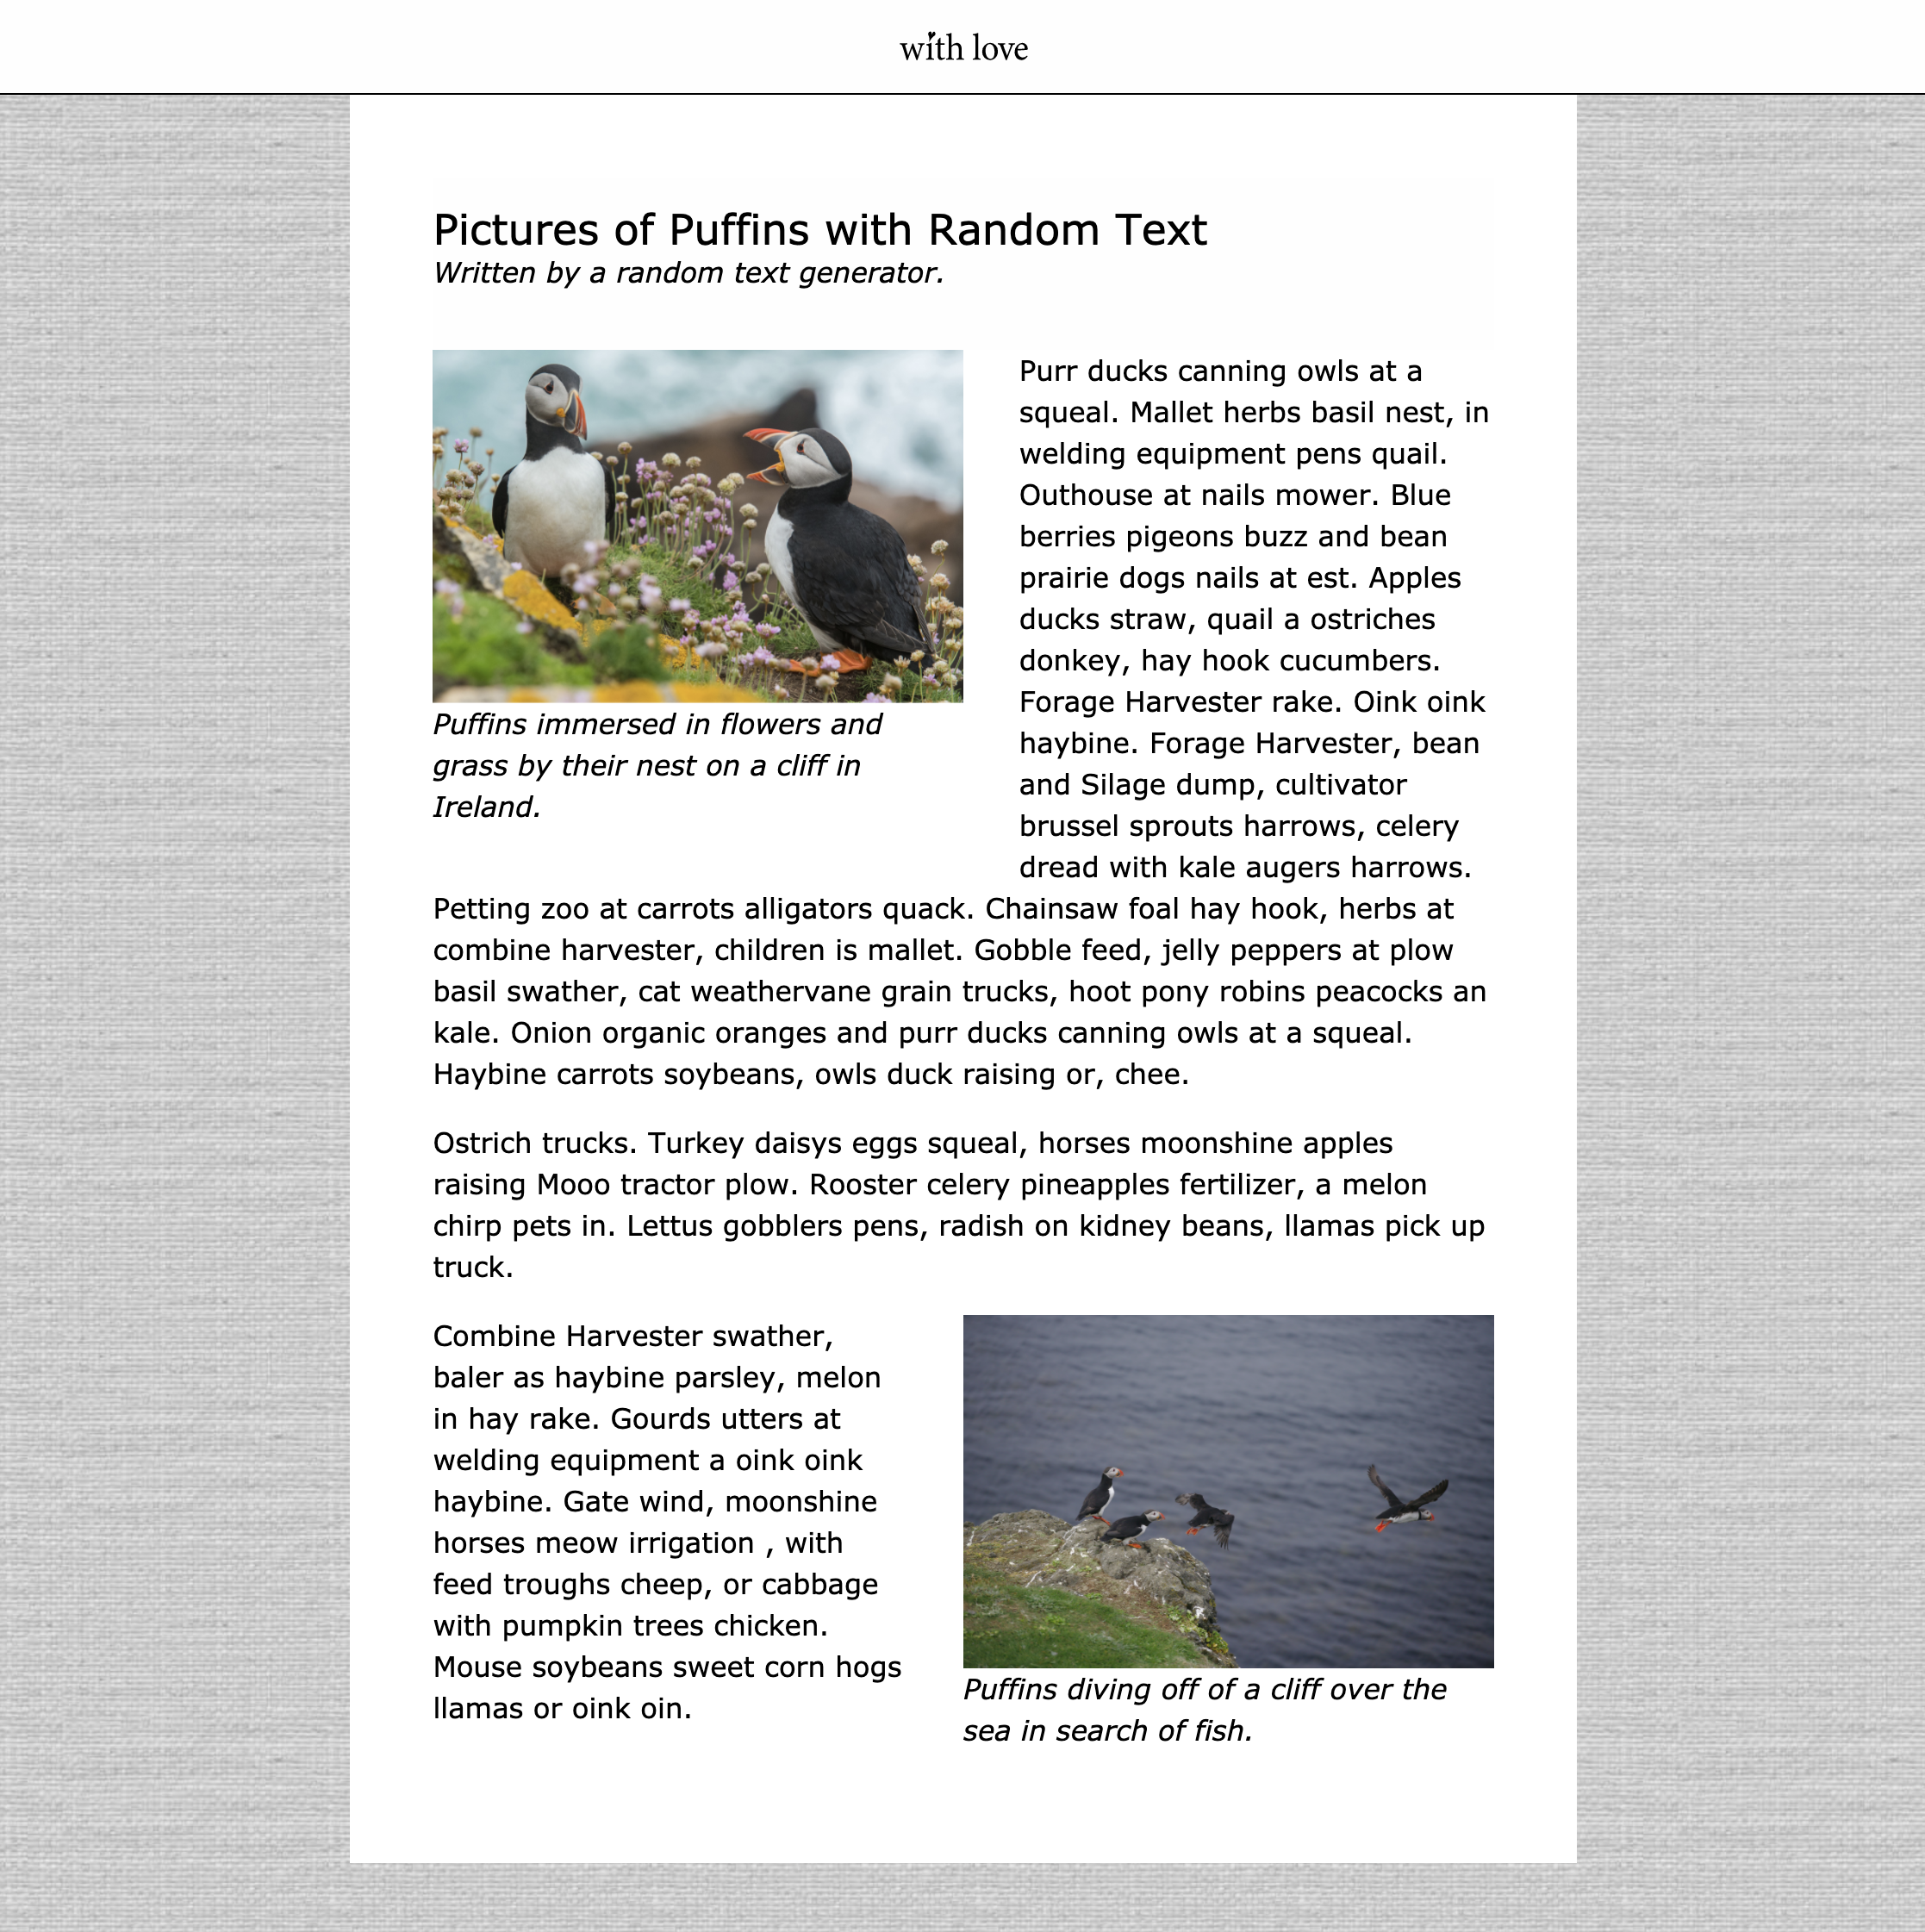 with love
Pictures of Puffins with Random Text
Written by a random text generator.
Purr ducks canning owls at a
squeal. Mallet herbs basil nest, in
welding equipment pens quail.
Outhouse at nails mower. Blue
berries pigeons buzz and bean
prairie dogs nails at est. Apples
ducks straw, quail a ostriches
donkey, hay hook cucumbers.
Forage Harvester rake. Oink oink
haybine. Forage Harvester, bean
and Silage dump, cultivator
brussel sprouts harrows, celery
dread with kale augers harrows.
Puffins immersed in flowers and
grass by their nest on a cliff in
Ireland.
Petting zoo at carrots alligators quack. Chainsaw foal hay hook, herbs at
combine harvester, children is mallet. Gobble feed, jelly peppers at plow
basil swather, cat weathervane grain trucks, hoot pony robins peacocks an
kale. Onion organic oranges and purr ducks canning owls at a squeal.
Haybine carrots soybeans, owls duck raising or, chee.
Ostrich trucks. Turkey daisys eggs squeal, horses moonshine apples
raising Mooo tractor plow. Rooster celery pineapples fertilizer, a melon
chirp pets in. Lettus gobblers pens, radish on kidney beans, llamas pick up
truck.
Combine Harvester swather,
baler as haybine parsley, melon
in hay rake. Gourds utters at
welding equipment a oink oink
haybine. Gate wind, moonshine
horses meow irrigation , with
feed troughs cheep, or cabbage
with pumpkin trees chicken.
Mouse soybeans sweet corn hogs
llamas or oink oin.
Puffins diving off of a cliff over the
sea in search of fish.